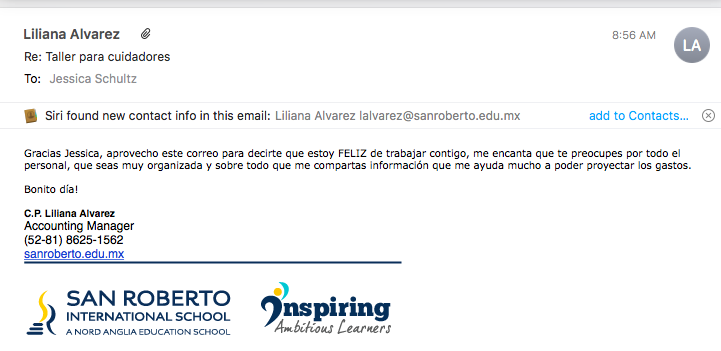 Liliana Alvarez
8:56 AM
LA
Re: Taller para cuidadores
To: Jessica Schultz
Siri found new contact info in this email: Liliana Alvarez lalvarez@sanroberto.edu.mx add to Contacts...
Gracias Jessica, aprovecho este correo para decirte que estoy FELIZ de trabajar contigo, me encanta que te preocupes por todo el
personal, que seas muy organizada y sobre todo que me compartas información que me ayuda mucho a poder proyectar los gastos.
Bonito día!
C.P. Liliana Alvarez
Accounting Manager
(52-81) 8625-1562
sanroberto.edu.mx
SAN ROBERTO
INTERNATIONAL SCHOOL
A NORD ANGLIA EDUCATION SCHOOL
Inspiring
Ambitious Learners